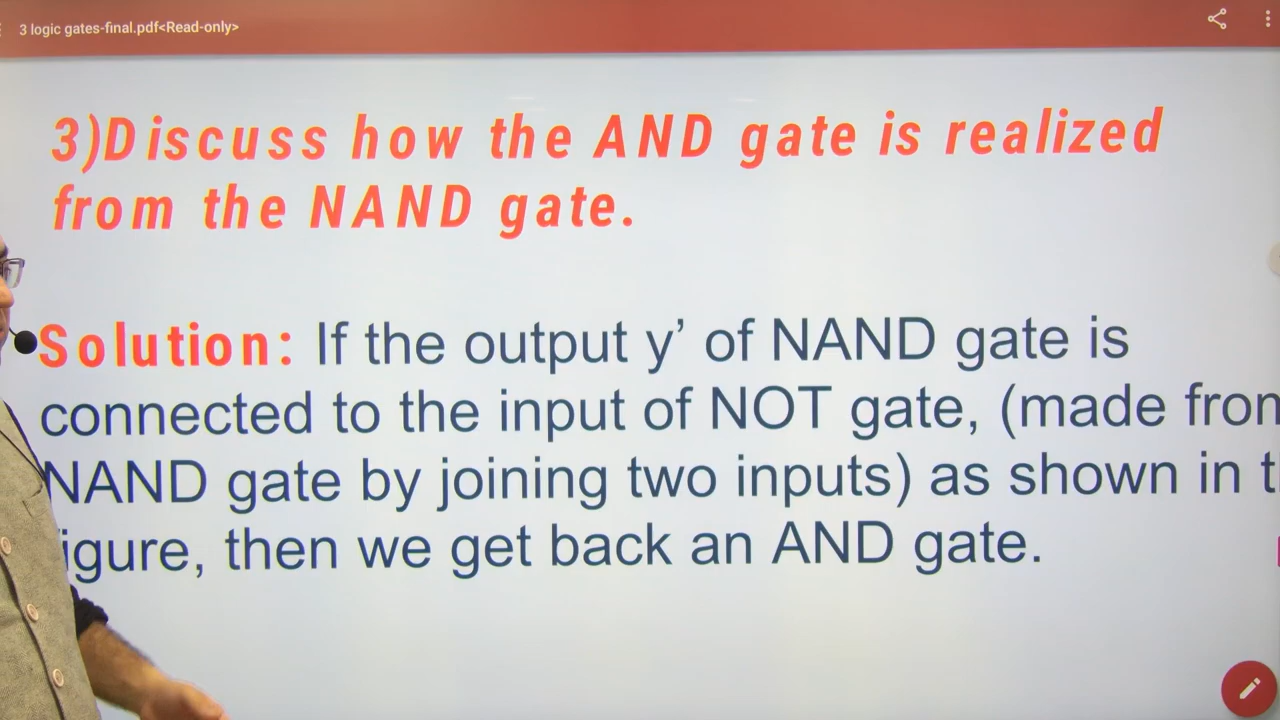 3 logic gates-final.pdf<Read-only>
3)Discuss how the AND gate is realized
from the NAND gate.
Solution: If the output y’ of NAND gate is
connected to the input of NOT gate, (made from
NAND gate by joining two inputs) as shown in
figure, then we get back an AND gate.